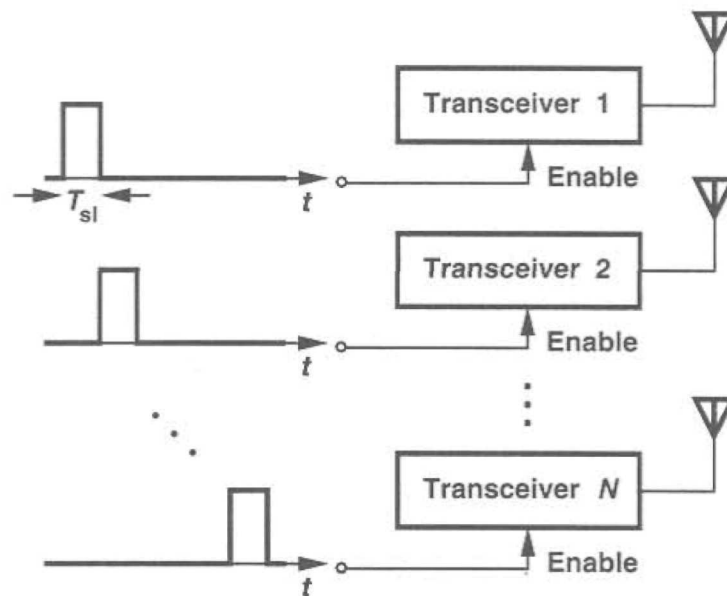 Transceiver 1
Enable
t
T_sl
Transceiver 2
Enable
t
Transceiver N
Enable
t